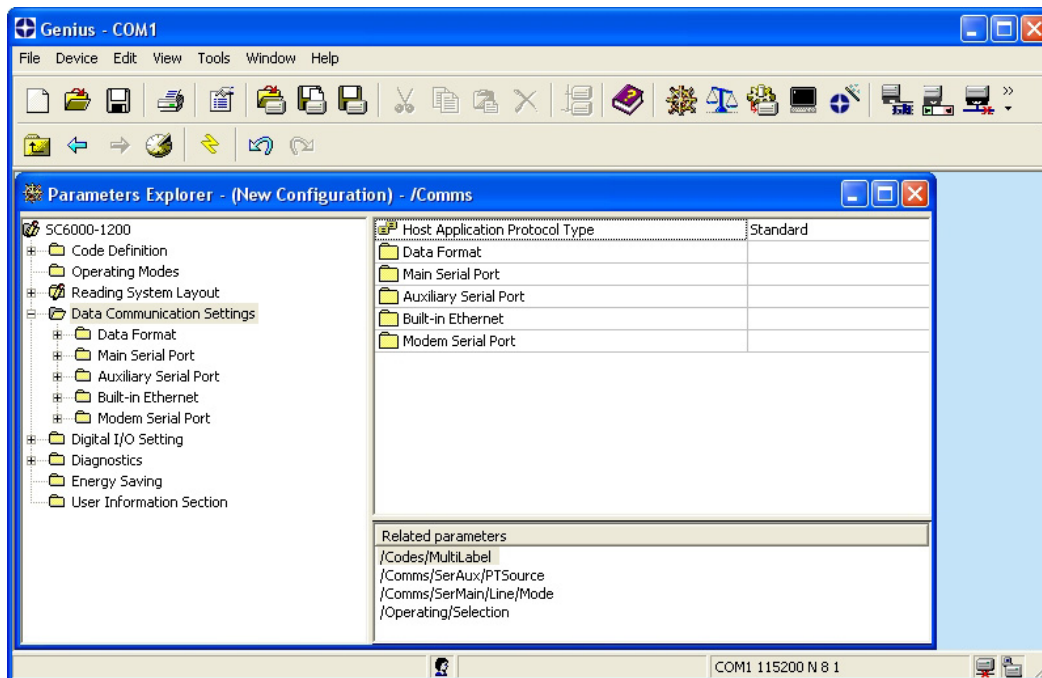 Genius - COM1
File Device Edit View Tools Window Help
Parameters Explorer - (New Configuration) - /Comms
SC6000-1200
Code Definition
Operating Modes
Reading System Layout
Data Communication Settings
Data Format
Main Serial Port
Auxiliary Serial Port
Built-in Ethernet
Modem Serial Port
Digital I/O Setting
Diagnostics
Energy Saving
User Information Section
Host Application Protocol Type Standard
Data Format
Main Serial Port
Auxiliary Serial Port
Built-in Ethernet
Modem Serial Port
Related parameters
/Codes/MultiLabel
/Comms/SerAux/PTSource
/Comms/SerMain/Line/Mode
/Operating/Selection
COM1 115200 N 8 1